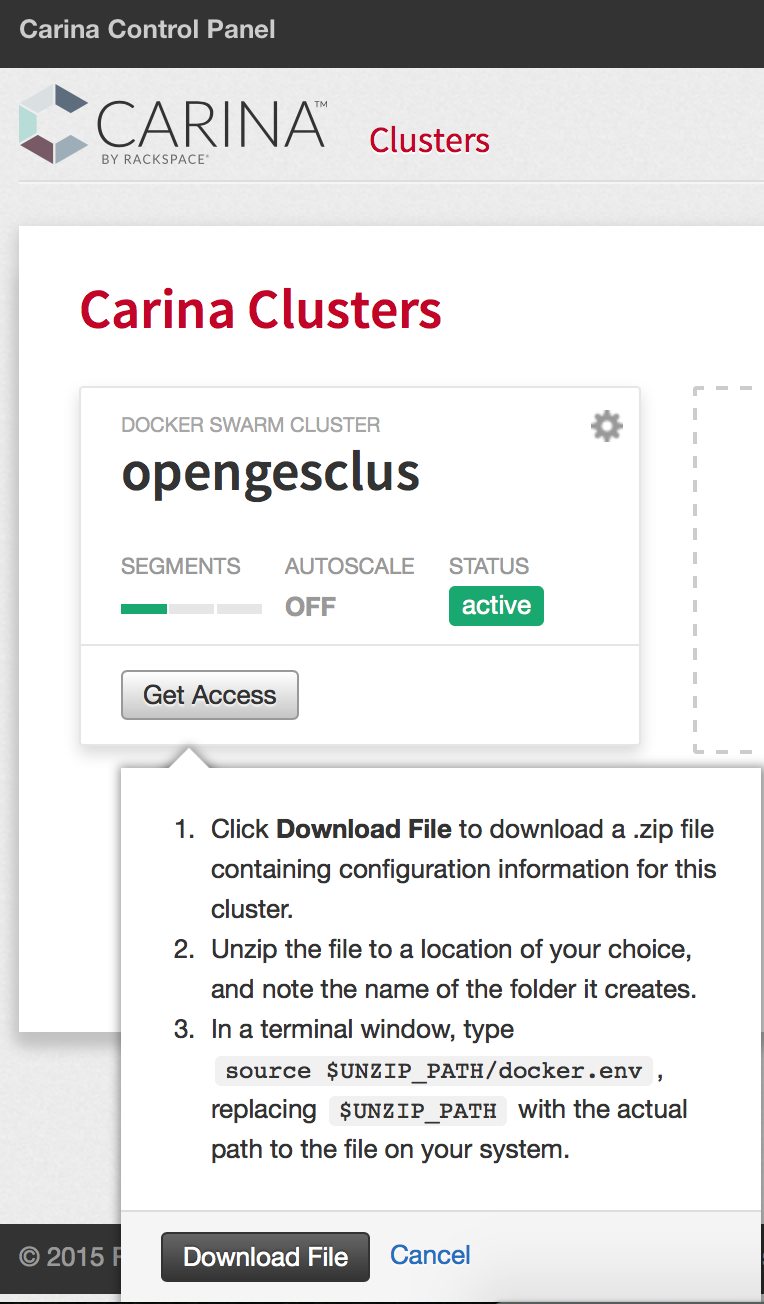 Carina Control Panel
CARINA™
BY RACKSPACE®
Clusters
Carina Clusters
DOCKER SWARM CLUSTER
opengesclus
SEGMENTS AUTOSCALE STATUS
OFF active
Get Access
1. Click Download File to download a .zip file
containing configuration information for this
cluster.
2. Unzip the file to a location of your choice,
and note the name of the folder it creates.
3. In a terminal window, type
source $UNZIP_PATH/docker.env ,
replacing $UNZIP_PATH with the actual
path to the file on your system.
© 2015
Download File Cancel